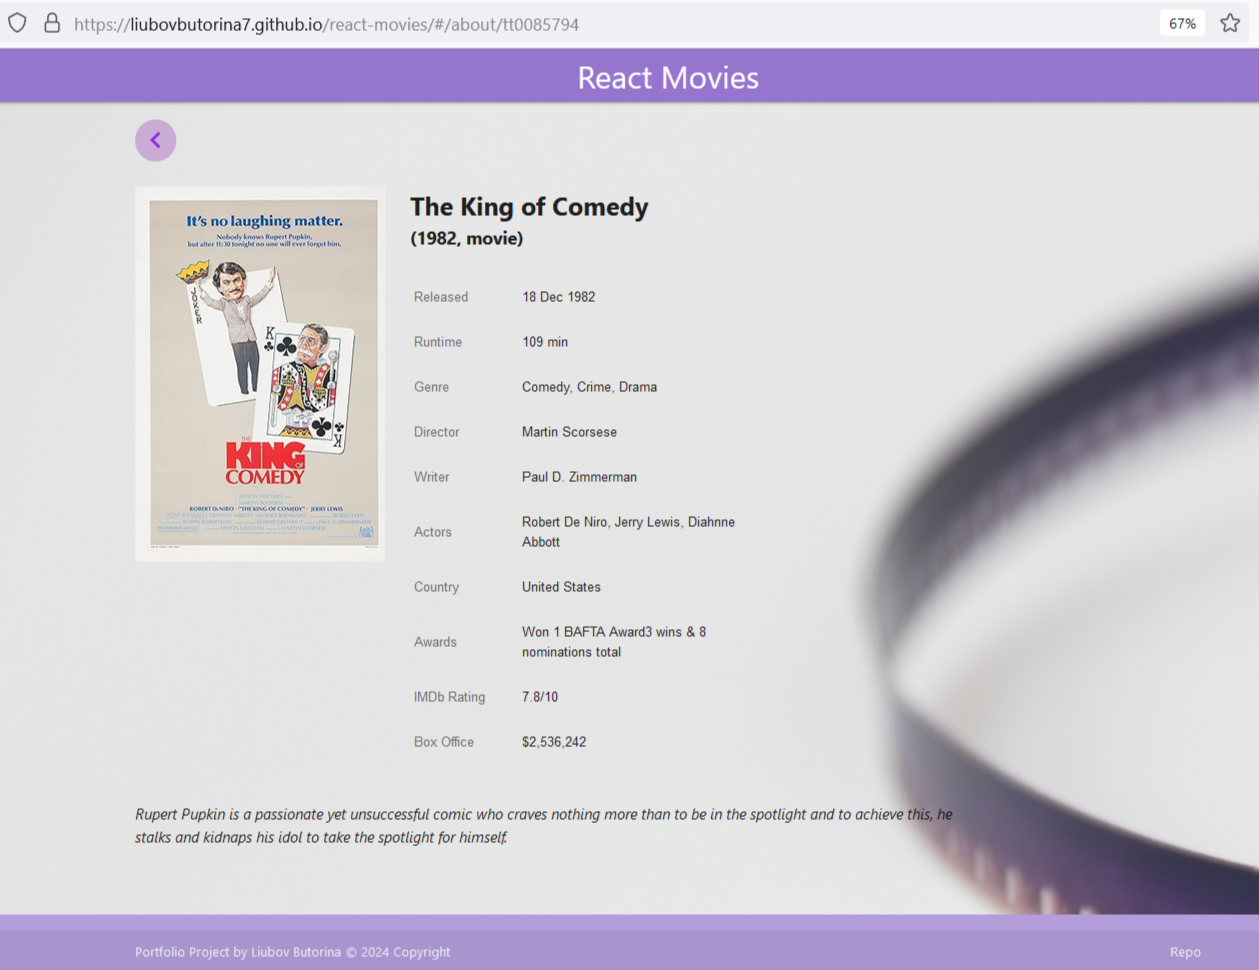 https://liubovbutorina7.github.io/react-movies/#/about/tt0085794
67%
React Movies
It's no laughing matter.
Nobody knows Rupert Pupkin,
but after 11:30 tonight no one will ever forget him.
JOKER
K
K
THE
KING
OF
COMEDY
ROBERT DE NIRO "THE KING OF COMEDY" JERRY LEWIS
The King of Comedy
(1982, movie)
Released 18 Dec 1982
Runtime 109 min
Genre Comedy, Crime, Drama
Director Martin Scorsese
Writer Paul D. Zimmerman
Actors Robert De Niro, Jerry Lewis, Diahnne
Abbott
Country United States
Awards Won 1 BAFTA Award3 wins & 8
nominations total
IMDb Rating 7.8/10
Box Office $2,536,242
Rupert Pupkin is a passionate yet unsuccessful comic who craves nothing more than to be in the spotlight and to achieve this, he
stalks and kidnaps his idol to take the spotlight for himself.
Portfolio Project by Liubov Butorina © 2024 Copyright
Repo